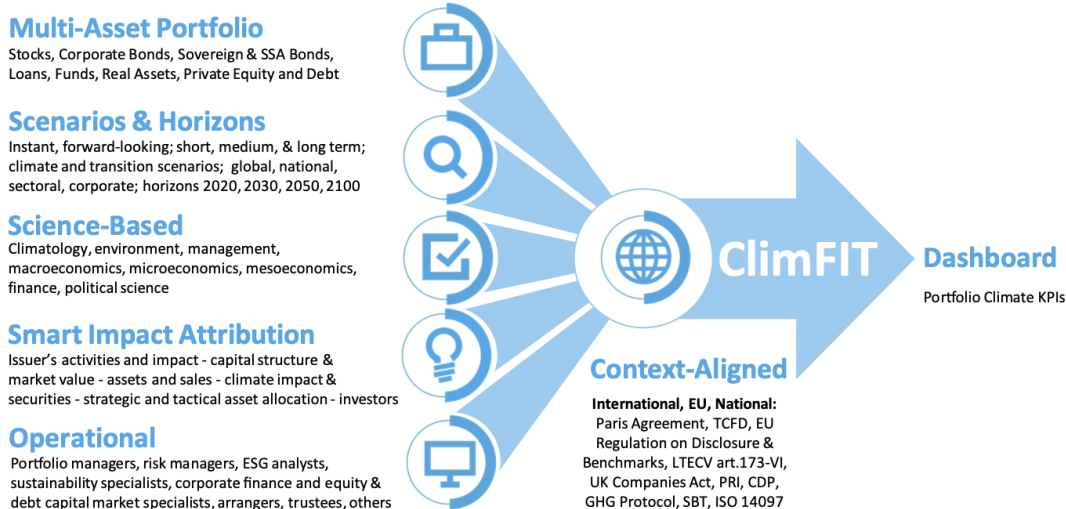 Multi-Asset Portfolio
Stocks, Corporate Bonds, Sovereign & SSA Bonds,
Loans, Funds, Real Assets, Private Equity and Debt
Scenarios & Horizons
Instant, forward-looking; short, medium, & long term;
climate and transition scenarios; global, national,
sectoral, corporate; horizons 2020, 2030, 2050, 2100
Science-Based
Climatology, environment, management,
macroeconomics, microeconomics, mesoeconomics,
finance, political science
Smart Impact Attribution
Issuer's activities and impact - capital structure &
market value - assets and sales - climate impact &
securities - strategic and tactical asset allocation - investors
Operational
Portfolio managers, risk managers, ESG analysts,
sustainability specialists, corporate finance and equity &
debt capital market specialists, arrangers, trustees, others
ClimFIT
Context-Aligned
International, EU, National:
Paris Agreement, TCFD, EU
Regulation on Disclosure &
Benchmarks, LTECV art.173-VI,
UK Companies Act, PRI, CDP,
GHG Protocol, SBT, ISO 14097
Dashboard
Portfolio Climate KPIs